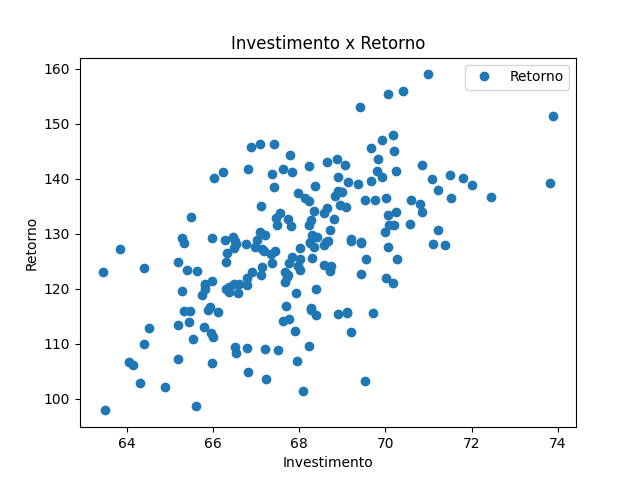 Investimento x Retorno
Retorno
160
150
140
130
120
110
100
Retorno
64 66 68 70 72 74
Investimento